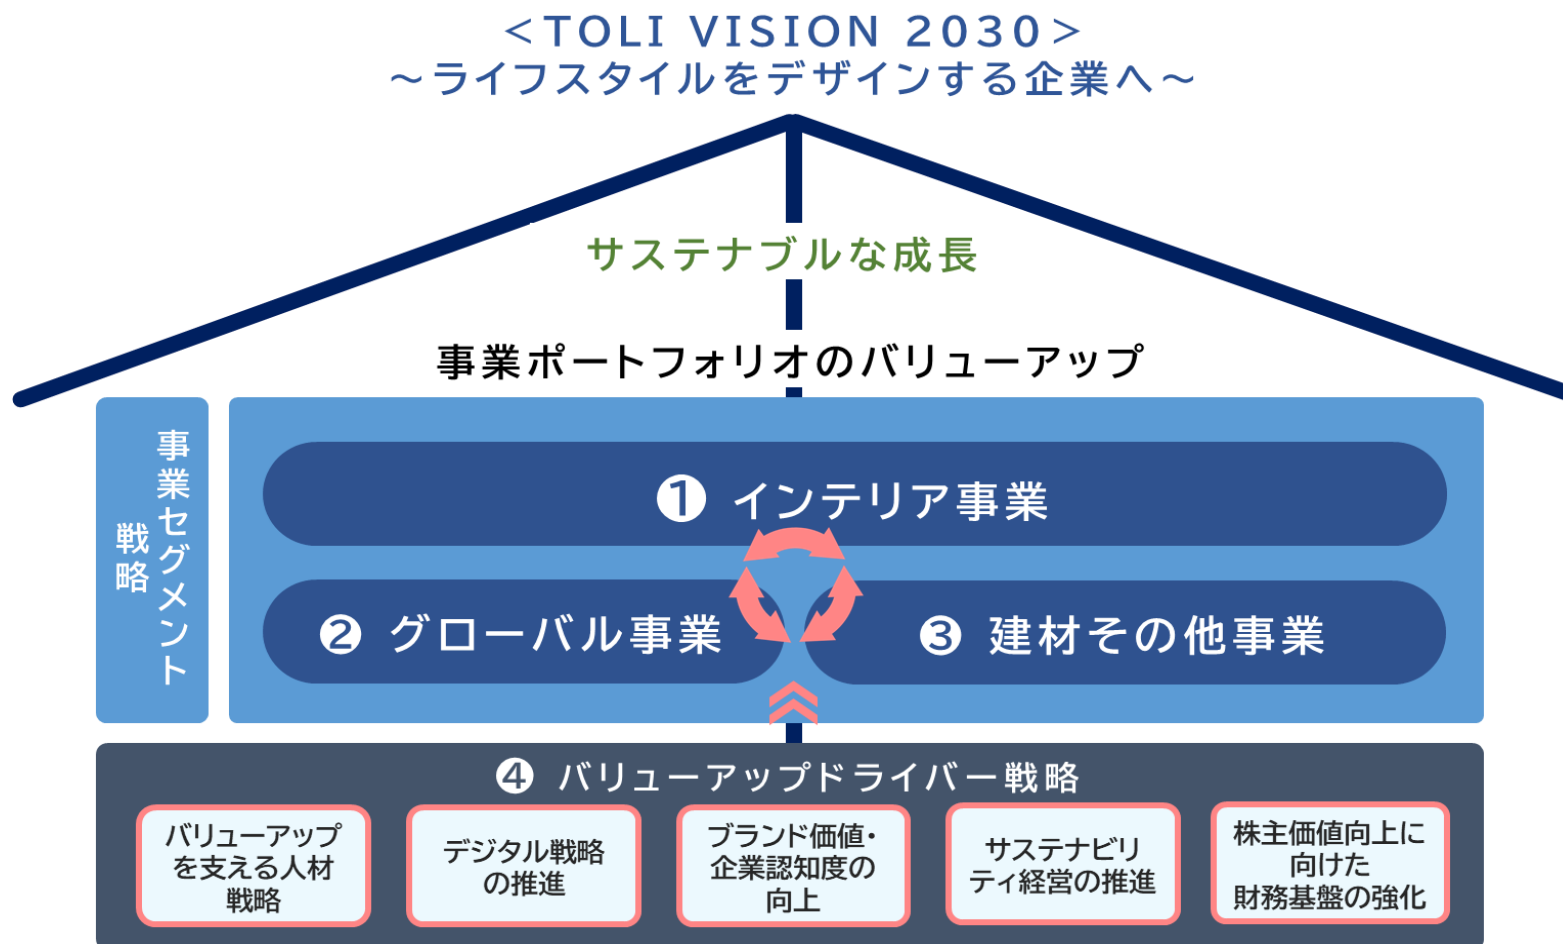 ＜TOLI VISION 2030＞
～ライフスタイルをデザインする企業へ～
サステナブルな成長
事業ポートフォリオのバリューアップ
事業セグメント
戦略
❶ インテリア事業
❷ グローバル事業
❸ 建材その他事業
❹ バリューアップドライバー戦略
バリューアップ
を支える人材
戦略
デジタル戦略
の推進
ブランド価値・
企業認知度の
向上
サステナビリ
ティ経営の推進
株主価値向上に
向けた
財務基盤の強化